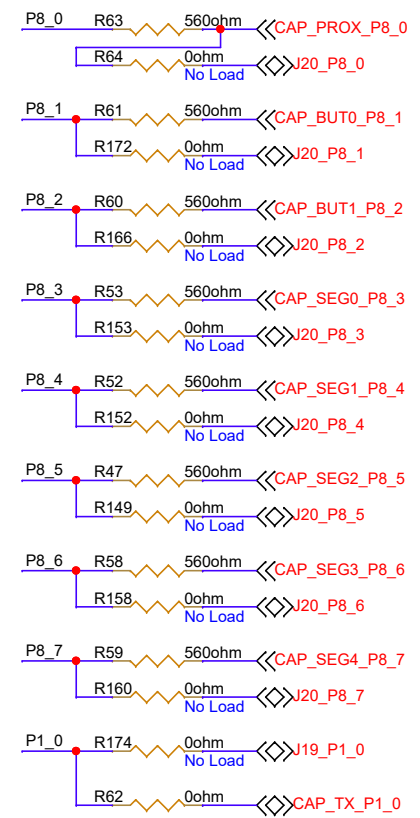 P8_0 R63 560ohm CAP_PROX_P8_0
R64 0ohm J20_P8_0
No Load
P8_1 R61 560ohm CAP_BUT0_P8_1
R172 0ohm J20_P8_1
No Load
P8_2 R60 560ohm CAP_BUT1_P8_2
R166 0ohm J20_P8_2
No Load
P8_3 R53 560ohm CAP_SEG0_P8_3
R153 0ohm J20_P8_3
No Load
P8_4 R52 560ohm CAP_SEG1_P8_4
R152 0ohm J20_P8_4
No Load
P8_5 R47 560ohm CAP_SEG2_P8_5
R149 0ohm J20_P8_5
No Load
P8_6 R58 560ohm CAP_SEG3_P8_6
R158 0ohm J20_P8_6
No Load
P8_7 R59 560ohm CAP_SEG4_P8_7
R160 0ohm J20_P8_7
No Load
P1_0 R174 0ohm J19_P1_0
No Load
R62 0ohm CAP_TX_P1_0